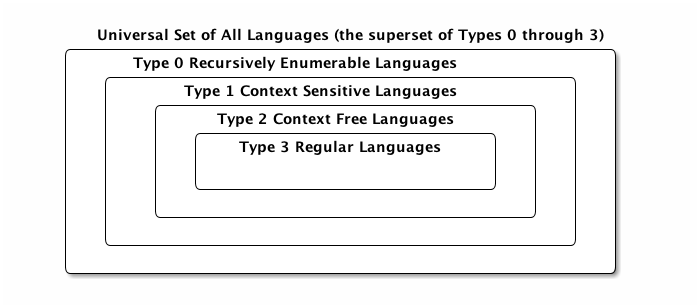 Universal Set of All Languages (the superset of Types 0 through 3)
Type 0 Recursively Enumerable Languages
Type 1 Context Sensitive Languages
Type 2 Context Free Languages
Type 3 Regular Languages